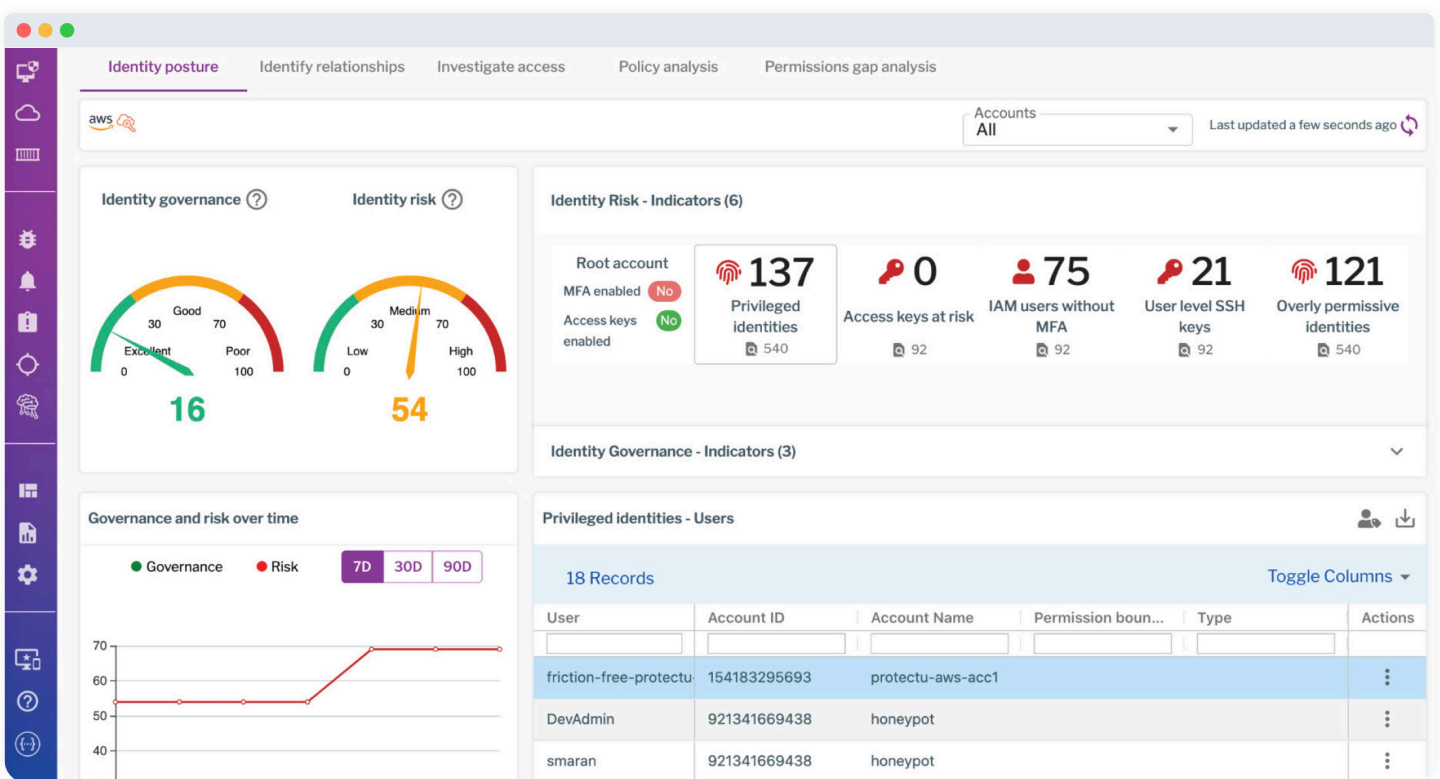 Identity posture
Identify relationships
Investigate access
Policy analysis
Permissions gap analysis
aws
Accounts
All
Last updated a few seconds ago
Identity governance
Identity risk
Good
30
70
Excellent
Poor
0
100
16
Medium
30
70
Low
High
0
100
54
Identity Risk - Indicators (6)
Root account
MFA enabled No
Access keys No
enabled
137
Privileged
identities
540
0
Access keys at risk
92
75
IAM users without
MFA
92
21
User level SSH
keys
92
121
Overly permissive
identities
540
Identity Governance - Indicators (3)
Governance and risk over time
Governance
Risk
7D
30D
90D
70
60
50
40
Privileged identities - Users
18 Records
Toggle Columns
User Account ID Account Name Permission boun... Type Actions
friction-free-protectu 154183295693 protectu-aws-acc1
DevAdmin 921341669438 honeypot
smaran 921341669438 honeypot